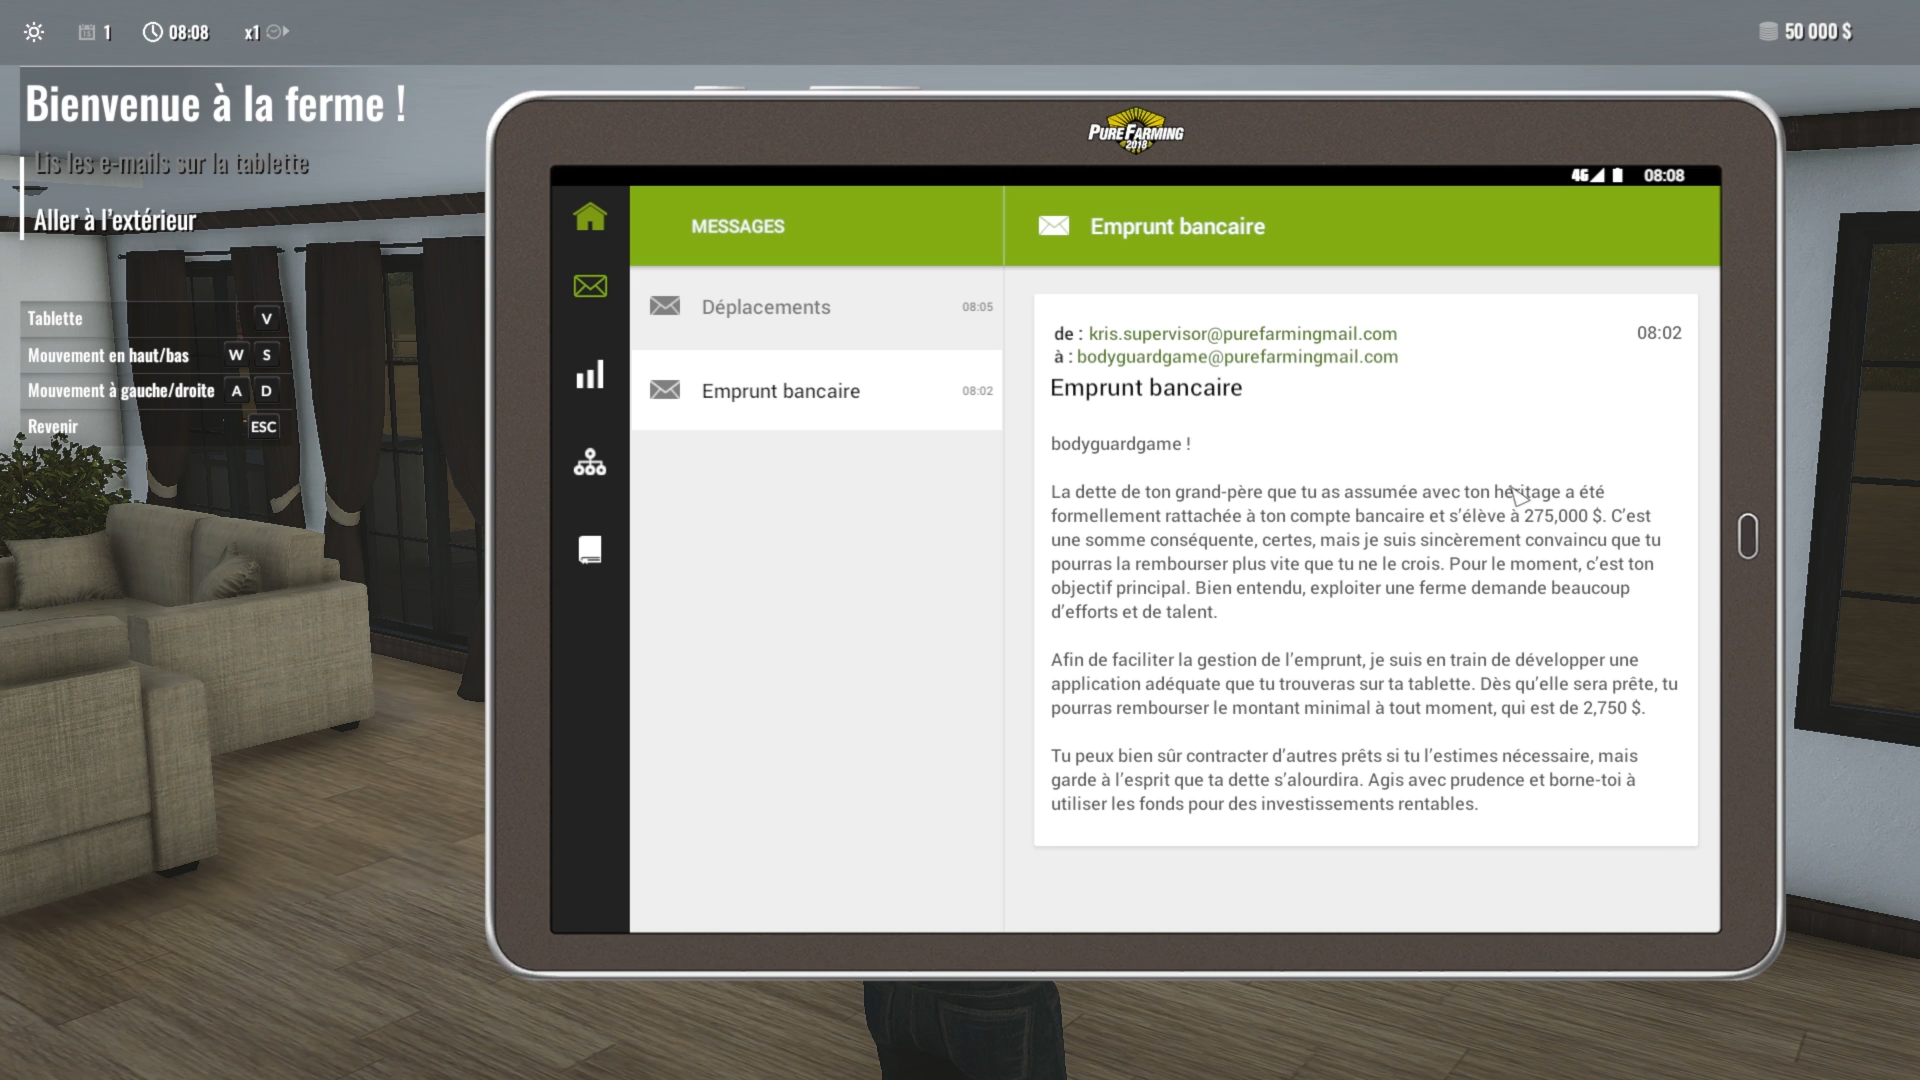 1
08:08
x1
50 000 $
Bienvenue à la ferme !
Lis les e-mails sur la tablette
Aller à l'extérieur
Tablette V
Mouvement en haut/bas W S
Mouvement à gauche/droite A D
Revenir ESC
PURE FARMING
2018
4G 08:08
MESSAGES
Déplacements 08:05
Emprunt bancaire 08:02
Emprunt bancaire
de : kris.supervisor@purefarmingmail.com 08:02
à : bodyguardgame@purefarmingmail.com
Emprunt bancaire
bodyguardgame !
La dette de ton grand-père que tu as assumée avec ton héritage a été
formellement rattachée à ton compte bancaire et s'élève à 275,000 $. C'est
une somme conséquente, certes, mais je suis sincèrement convaincu que tu
pourras la rembourser plus vite que tu ne le crois. Pour le moment, c'est ton
objectif principal. Bien entendu, exploiter une ferme demande beaucoup
d'efforts et de talent.
Afin de faciliter la gestion de l'emprunt, je suis en train de développer une
application adéquate que tu trouveras sur ta tablette. Dès qu'elle sera prête, tu
pourras rembourser le montant minimal à tout moment, qui est de 2,750 $.
Tu peux bien sûr contracter d'autres prêts si tu l'estimes nécessaire, mais
garde à l'esprit que ta dette s'alourdira. Agis avec prudence et borne-toi à
utiliser les fonds pour des investissements rentables.